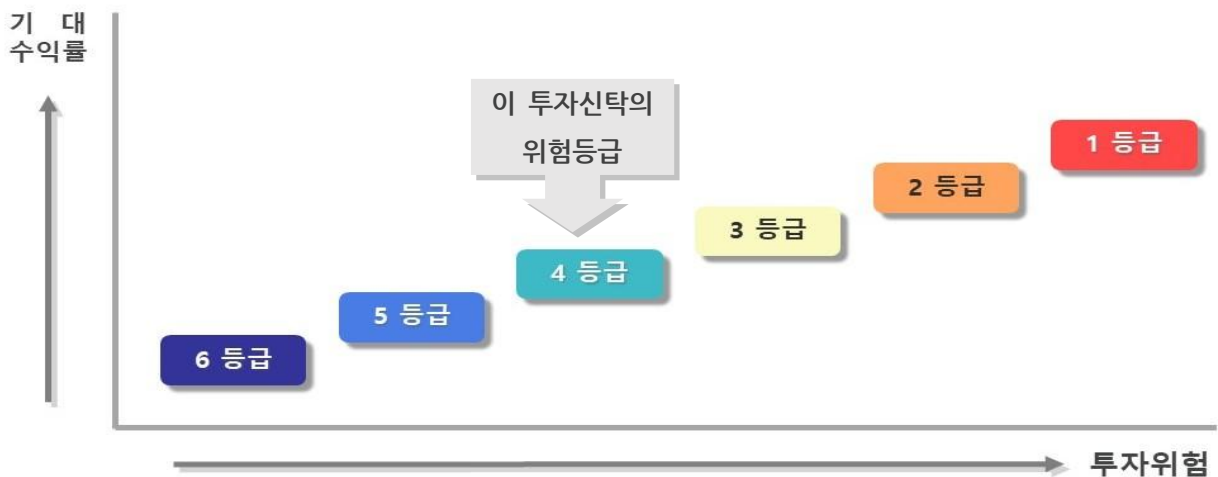 기 대
수익률
이 투자신탁의
위험등급
1 등급
2 등급
3 등급
4 등급
5 등급
6 등급
투자위험